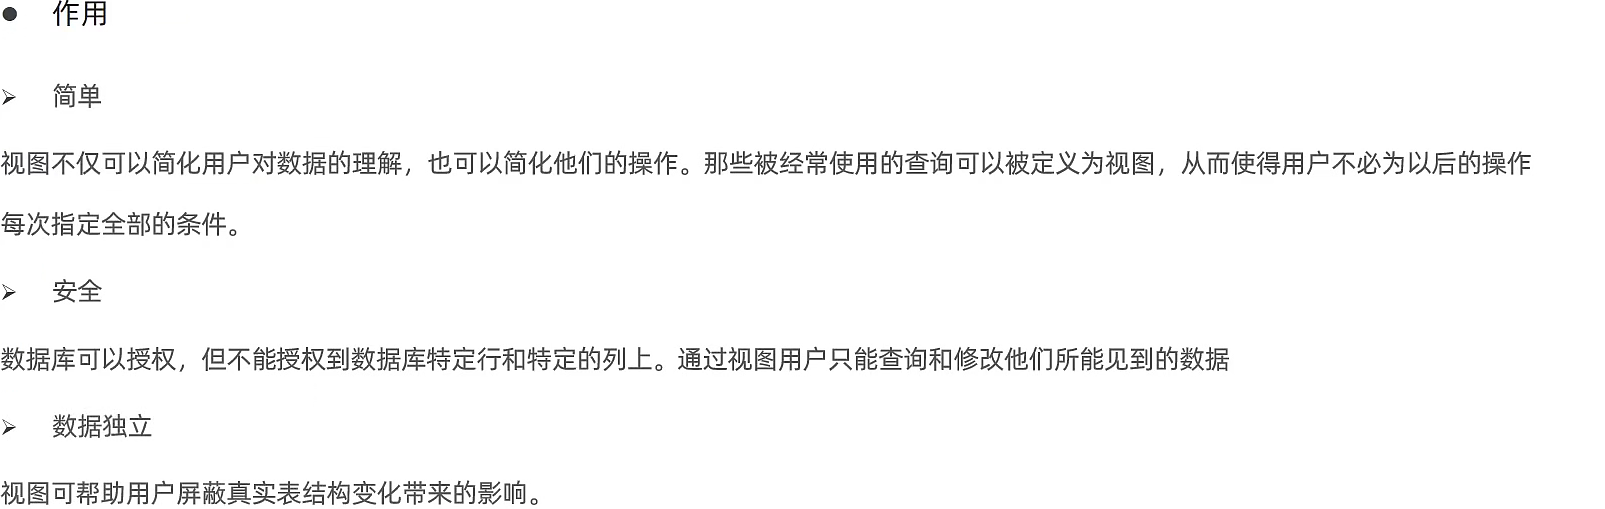 ● 作用
➢ 简单
视图不仅可以简化用户对数据的理解，也可以简化他们的操作。那些被经常使用的查询可以被定义为视图，从而使得用户不必为以后的操作
每次指定全部的条件。
➢ 安全
数据库可以授权，但不能授权到数据库特定行和特定的列上。通过视图用户只能查询和修改他们所能见到的数据
➢ 数据独立
视图可帮助用户屏蔽真实表结构变化带来的影响。